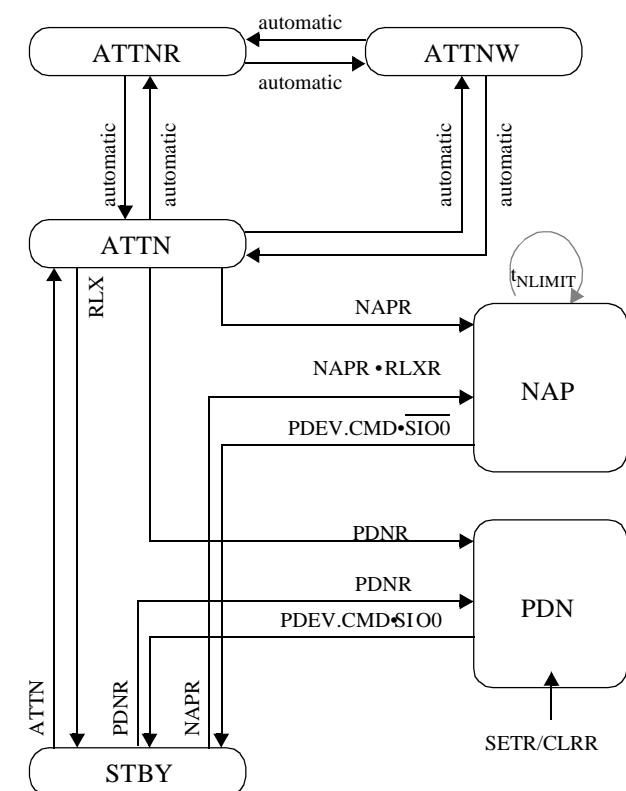 automatic
ATTNR
ATTNW
automatic
automatic
automatic
automatic
automatic
ATTN
RLX
tNLIMIT
NAPR
NAPR•RLXR
NAP
PDEV.CMD•SIO0
PDNR
PDNR
PDN
PDEV.CMD•SIO0
ATTN
PDNR
NAPR
SETR/CLRR
STBY